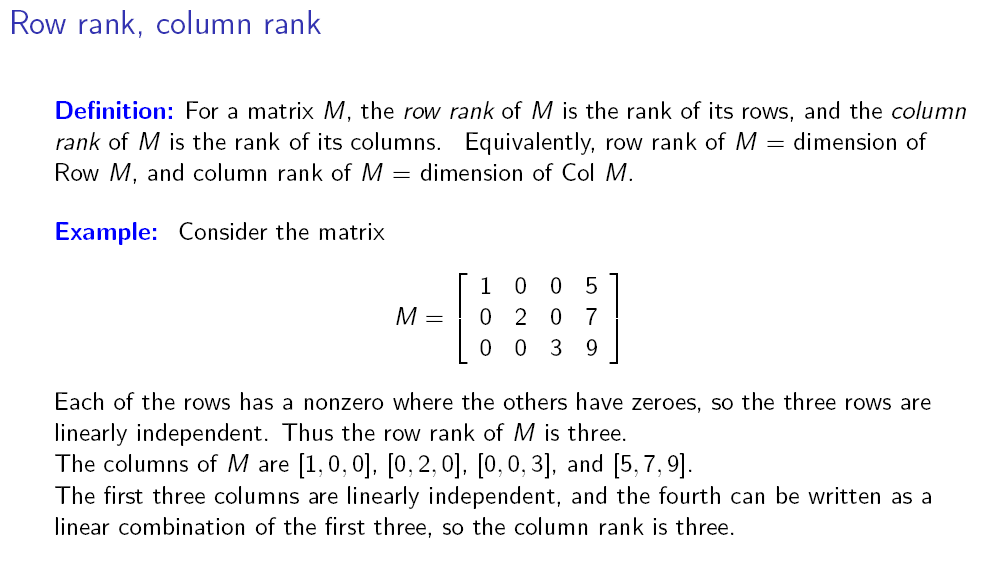 Row rank, column rank
Definition: For a matrix M, the row rank of M is the rank of its rows, and the column
rank of M is the rank of its columns. Equivalently, row rank of M = dimension of
Row M, and column rank of M = dimension of Col M.
Example: Consider the matrix
M = [ 1 0 0 5
0 2 0 7
0 0 3 9 ]
Each of the rows has a nonzero where the others have zeroes, so the three rows are
linearly independent. Thus the row rank of M is three.
The columns of M are [1, 0, 0], [0, 2, 0], [0, 0, 3], and [5, 7, 9].
The first three columns are linearly independent, and the fourth can be written as a
linear combination of the first three, so the column rank is three.